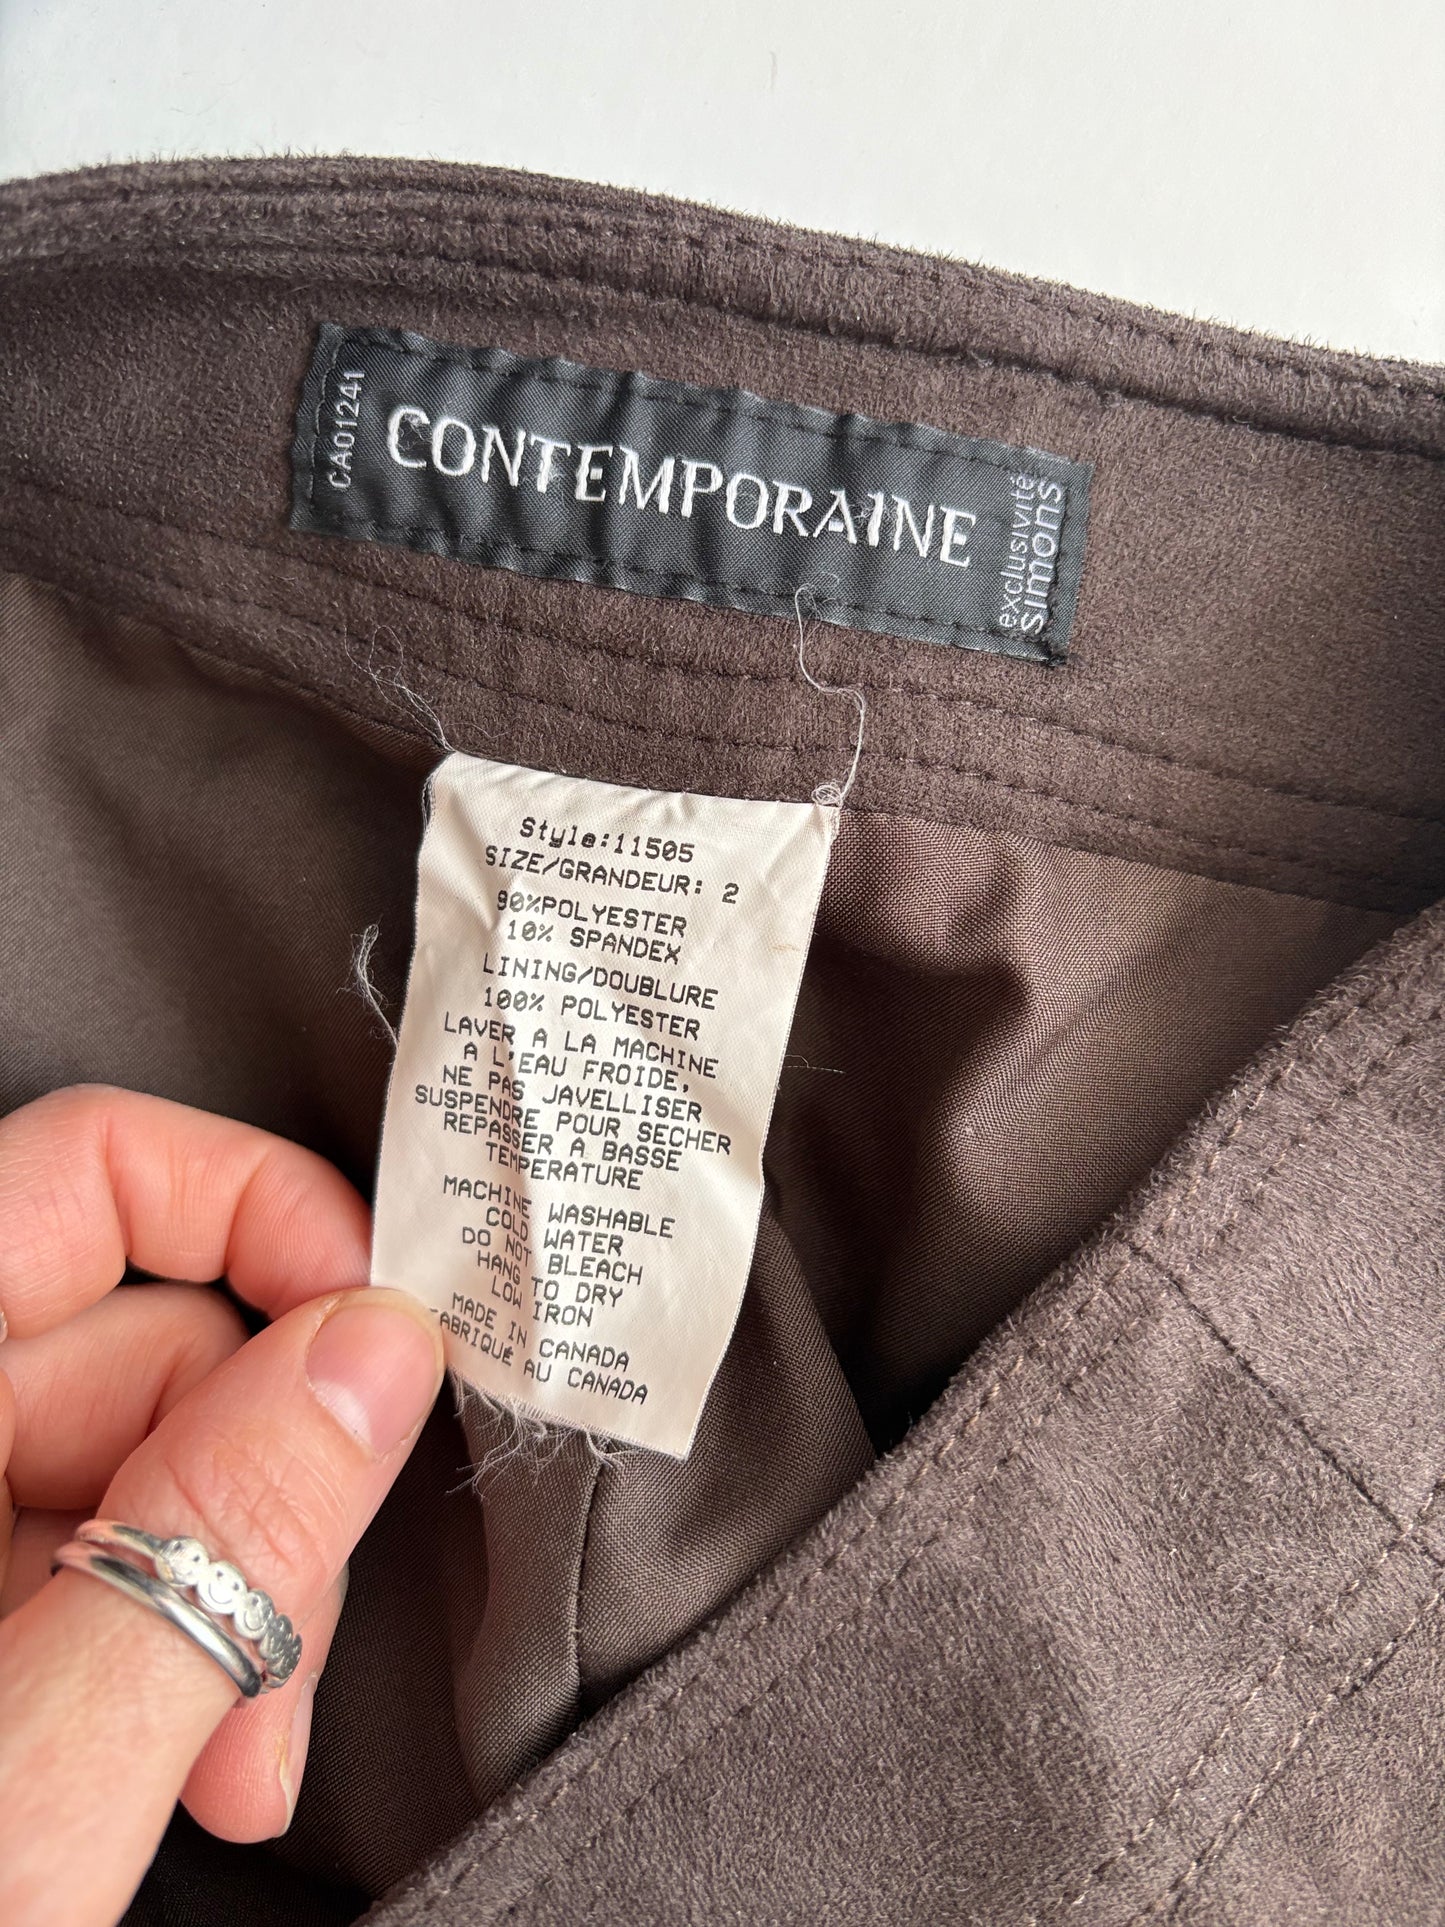 CA01241
CONTEMPORAINE
exclusivité
simons
Style:11505
SIZE/GRANDEUR: 2
90%POLYESTER
10% SPANDEX
LINING/DOUBLURE
100% POLYESTER
LAVER A LA MACHINE
A L'EAU FROIDE,
NE PAS JAVELLISER
SUSPENDRE POUR SECHER
REPASSER A BASSE
TEMPERATURE
MACHINE WASHABLE
COLD WATER
DO NOT BLEACH
HANG TO DRY
LOW IRON
MADE IN CANADA
FABRIQUÉ AU CANADA